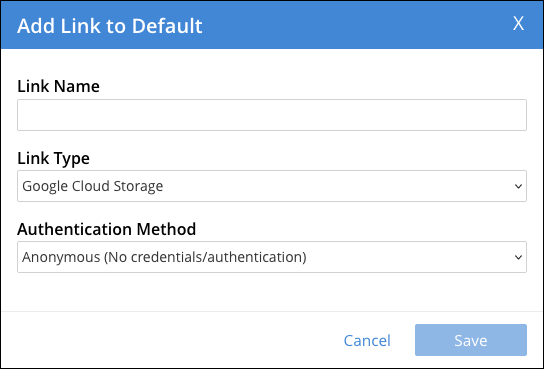 Add Link to Default
X
Link Name
Link Type
Google Cloud Storage
Authentication Method
Anonymous (No credentials/authentication)
Cancel
Save